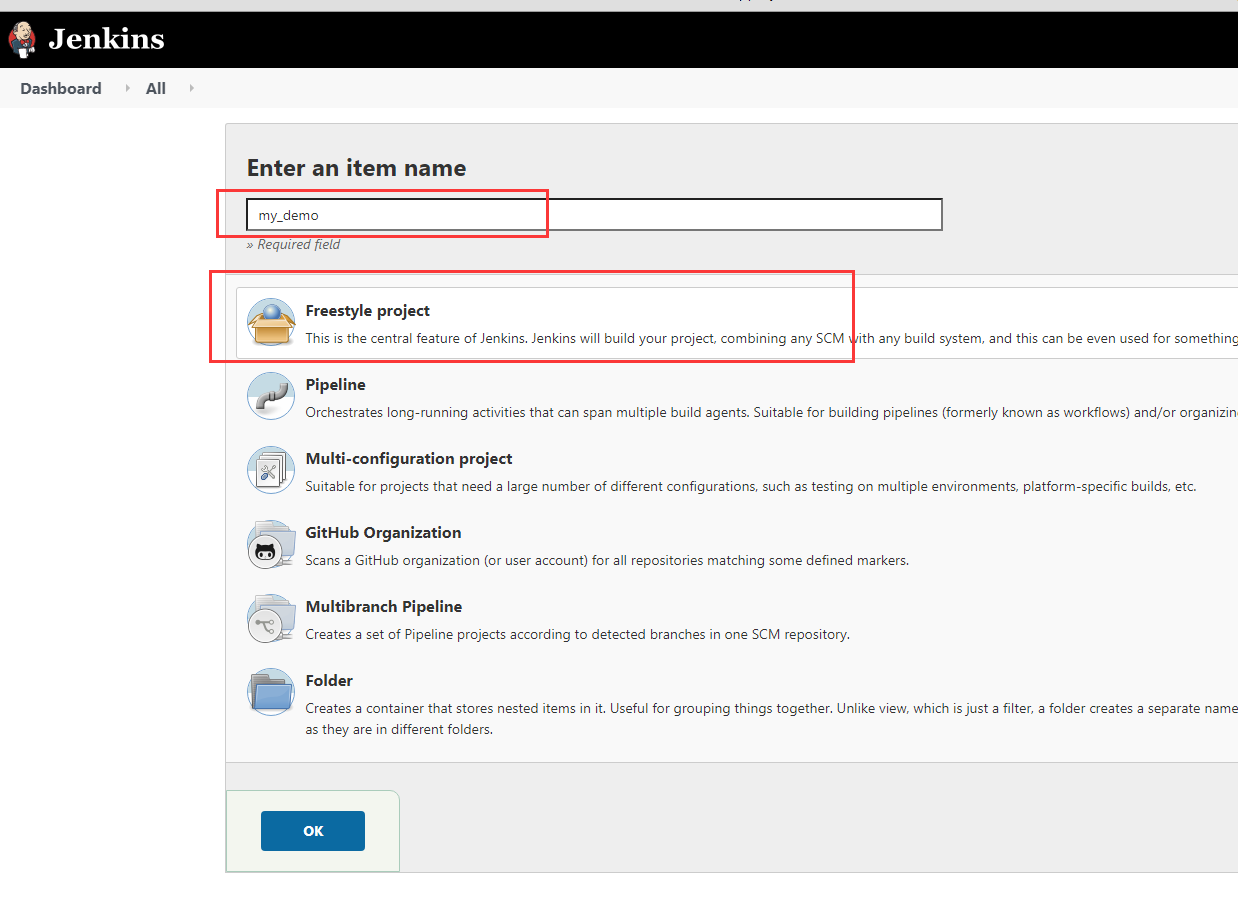 Jenkins
Dashboard All
Enter an item name
my_demo
» Required field
Freestyle project
This is the central feature of Jenkins. Jenkins will build your project, combining any SCM with any build system, and this can be even used for something
Pipeline
Orchestrates long-running activities that can span multiple build agents. Suitable for building pipelines (formerly known as workflows) and/or organizin
Multi-configuration project
Suitable for projects that need a large number of different configurations, such as testing on multiple environments, platform-specific builds, etc.
GitHub Organization
Scans a GitHub organization (or user account) for all repositories matching some defined markers.
Multibranch Pipeline
Creates a set of Pipeline projects according to detected branches in one SCM repository.
Folder
Creates a container that stores nested items in it. Useful for grouping things together. Unlike view, which is just a filter, a folder creates a separate name
as they are in different folders.
OK